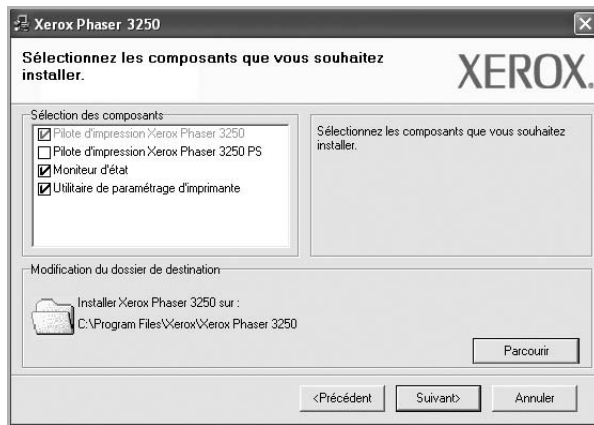 Xerox Phaser 3250
Sélectionnez les composants que vous souhaitez
installer.
XEROX.
Sélection des composants
Pilote d'impression Xerox Phaser 3250
Pilote d'impression Xerox Phaser 3250 PS
Moniteur d'état
Utilitaire de paramétrage d'imprimante
Sélectionnez les composants que vous souhaitez
installer.
Modification du dossier de destination
Installer Xerox Phaser 3250 sur :
C:\Program Files\Xerox\Xerox Phaser 3250
Parcourir
<Précédent
Suivant>
Annuler